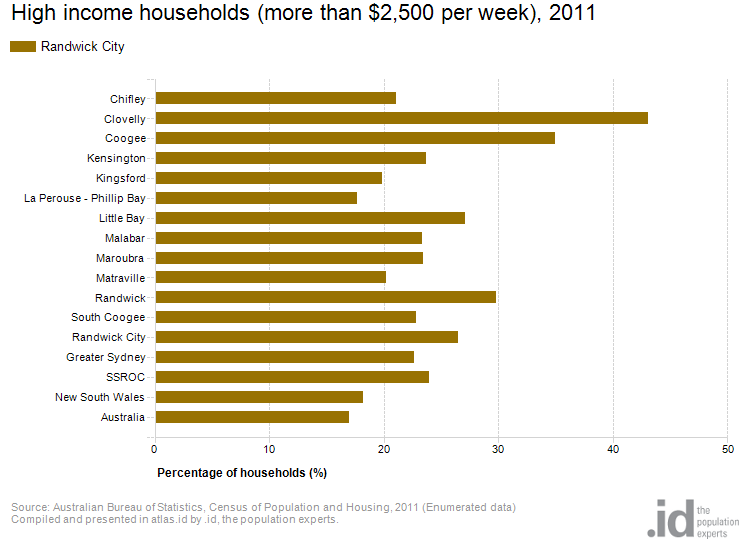 High income households (more than $2,500 per week), 2011
Randwick City
Chifley
Clovelly
Coogee
Kensington
Kingsford
La Perouse - Phillip Bay
Little Bay
Malabar
Maroubra
Matraville
Randwick
South Coogee
Randwick City
Greater Sydney
SSROC
New South Wales
Australia
0 10 20 30 40 50
Percentage of households (%)
Source: Australian Bureau of Statistics, Census of Population and Housing, 2011 (Enumerated data)
Compiled and presented in atlas.id by .id, the population experts.
.id the
population
experts